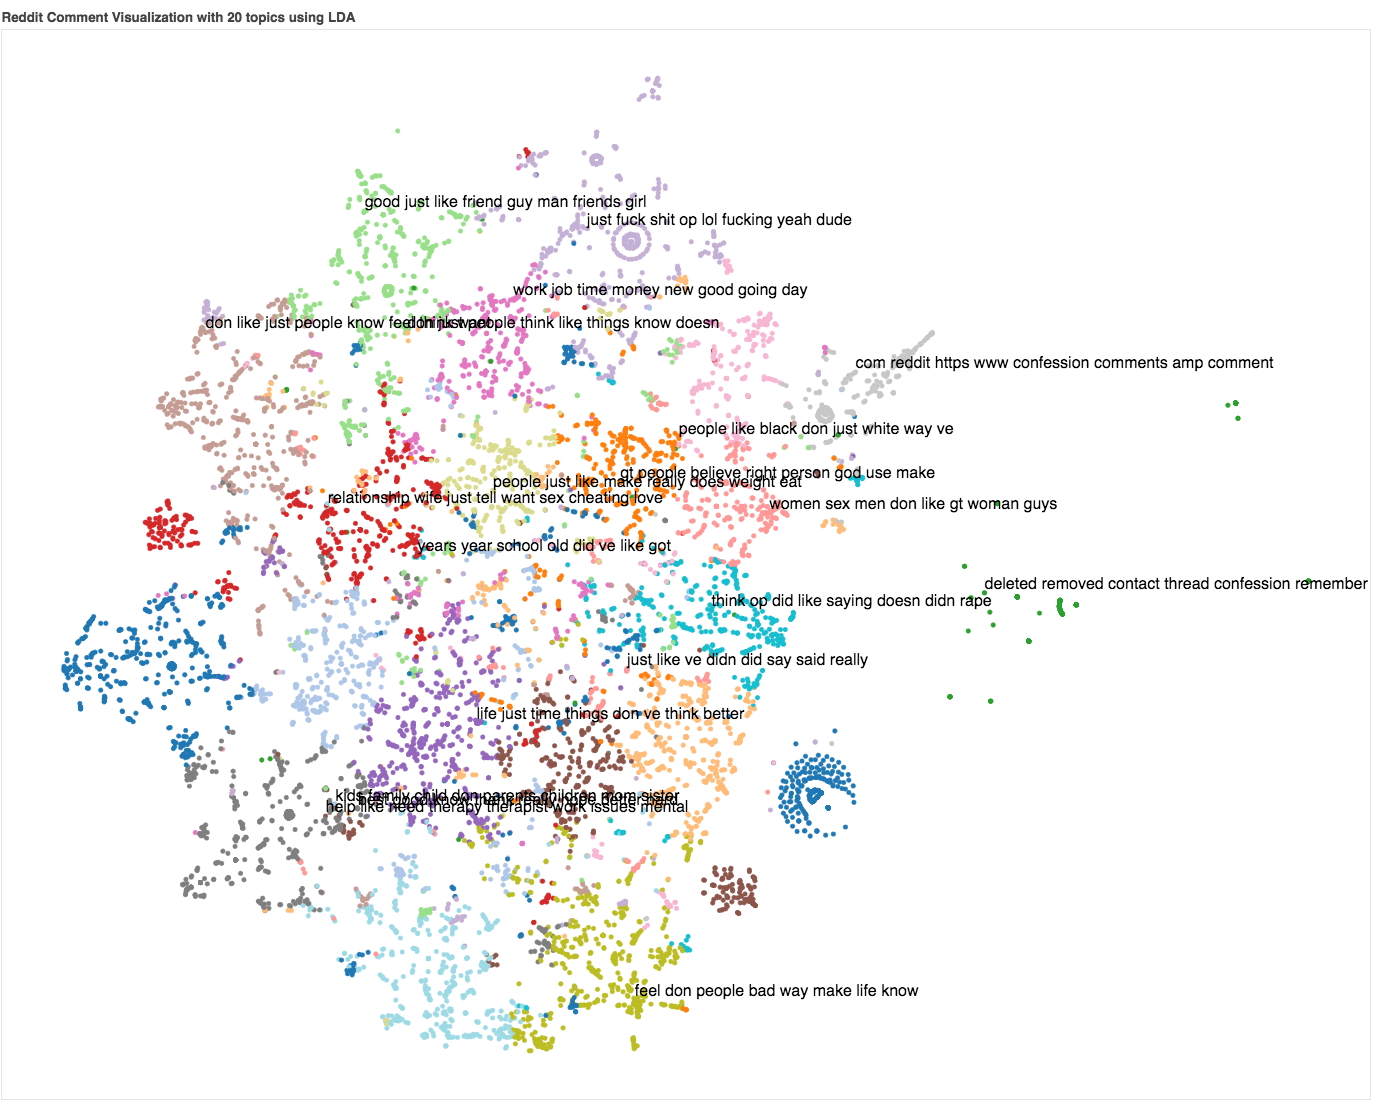 Reddit Comment Visualization with 20 topics using LDA
good just like friend guy man friends girl
just fuck shit op lol fucking yeah dude
work job time money new good going day
don like just people know feel think want
don just people think like things know doesn
com reddit https www confession comments amp comment
people like black don just white way ve
gt people believe right person god use make
people just like make really does weight eat
relationship wife just tell want sex cheating love
women sex men don like gt woman guys
years year school old did ve like got
deleted removed contact thread confession remember
think op did like saying doesn didn rape
just like ve didn did say said really
life just time things don ve think better
kids family child don parents children mom sister
best good know thank really hope better
help like need therapy therapist work issues mental
feel don people bad way make life know